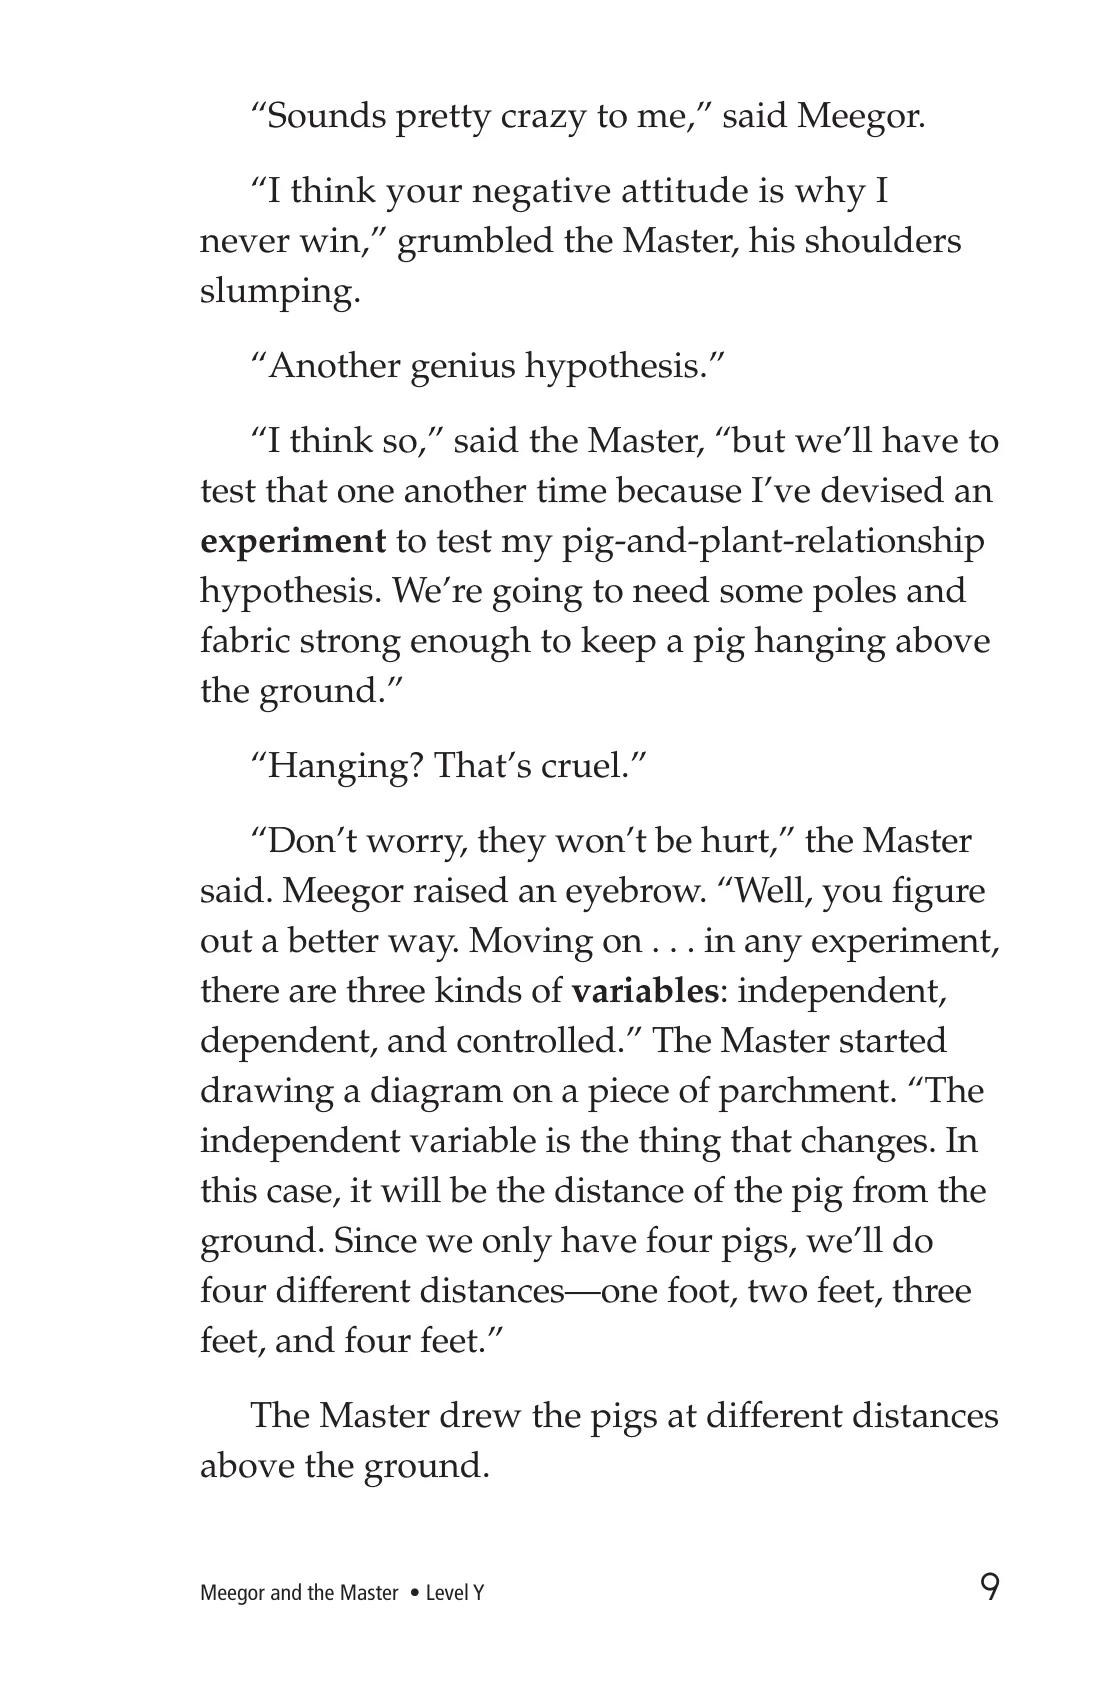 “Sounds pretty crazy to me,” said Meegor.
“I think your negative attitude is why I
never win,” grumbled the Master, his shoulders
slumping.
“Another genius hypothesis.”
“I think so,” said the Master, “but we’ll have to
test that one another time because I’ve devised an
experiment to test my pig-and-plant-relationship
hypothesis. We’re going to need some poles and
fabric strong enough to keep a pig hanging above
the ground.”
“Hanging? That’s cruel.”
“Don’t worry, they won’t be hurt,” the Master
said. Meegor raised an eyebrow. “Well, you figure
out a better way. Moving on . . . in any experiment,
there are three kinds of variables: independent,
dependent, and controlled.” The Master started
drawing a diagram on a piece of parchment. “The
independent variable is the thing that changes. In
this case, it will be the distance of the pig from the
ground. Since we only have four pigs, we’ll do
four different distances—one foot, two feet, three
feet, and four feet.”
The Master drew the pigs at different distances
above the ground.
Meegor and the Master • Level Y 9